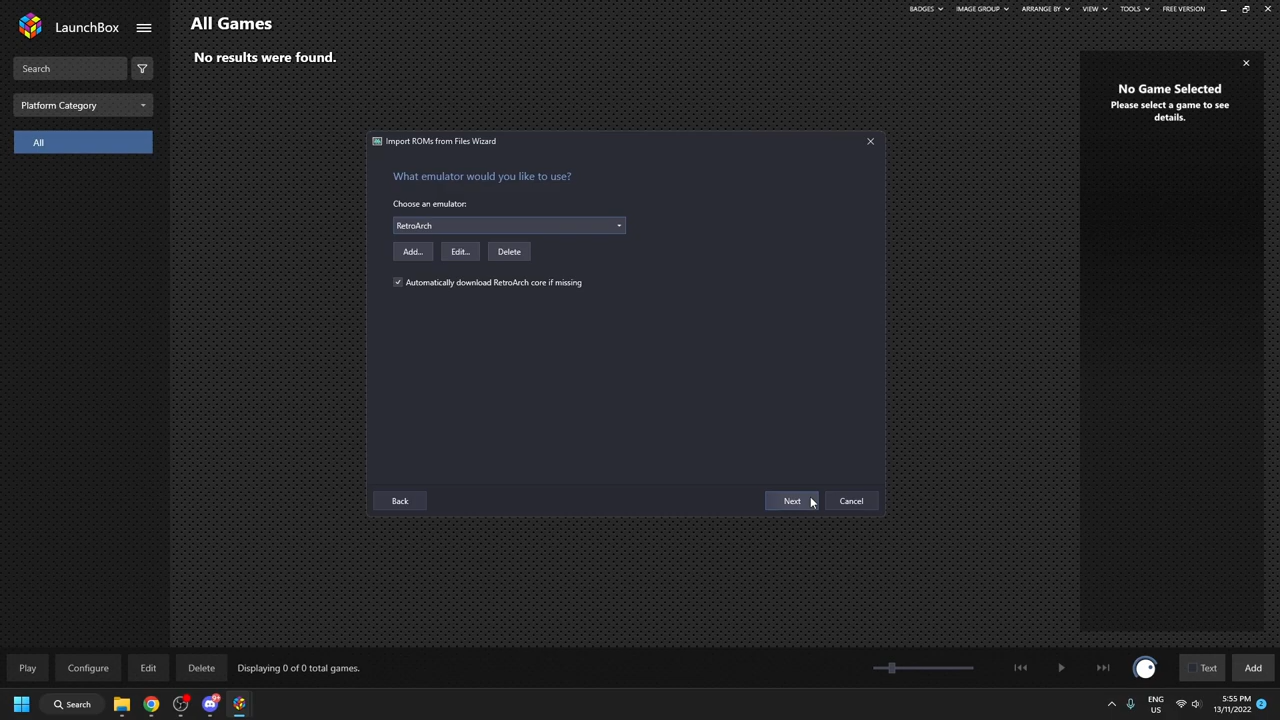 LaunchBox
All Games
BADGES
IMAGE GROUP
ARRANGE BY
VIEW
TOOLS
FREE VERSION
No results were found.
Search
Platform Category
All
No Game Selected
Please select a game to see
details.
Import ROMs from Files Wizard
What emulator would you like to use?
Choose an emulator:
RetroArch
Add...
Edit...
Delete
Automatically download RetroArch core if missing
Back
Next
Cancel
Play
Configure
Edit
Delete
Displaying 0 of 0 total games.
Text
Add
Search
9+
ENG
US
5:55 PM
13/11/2022
2